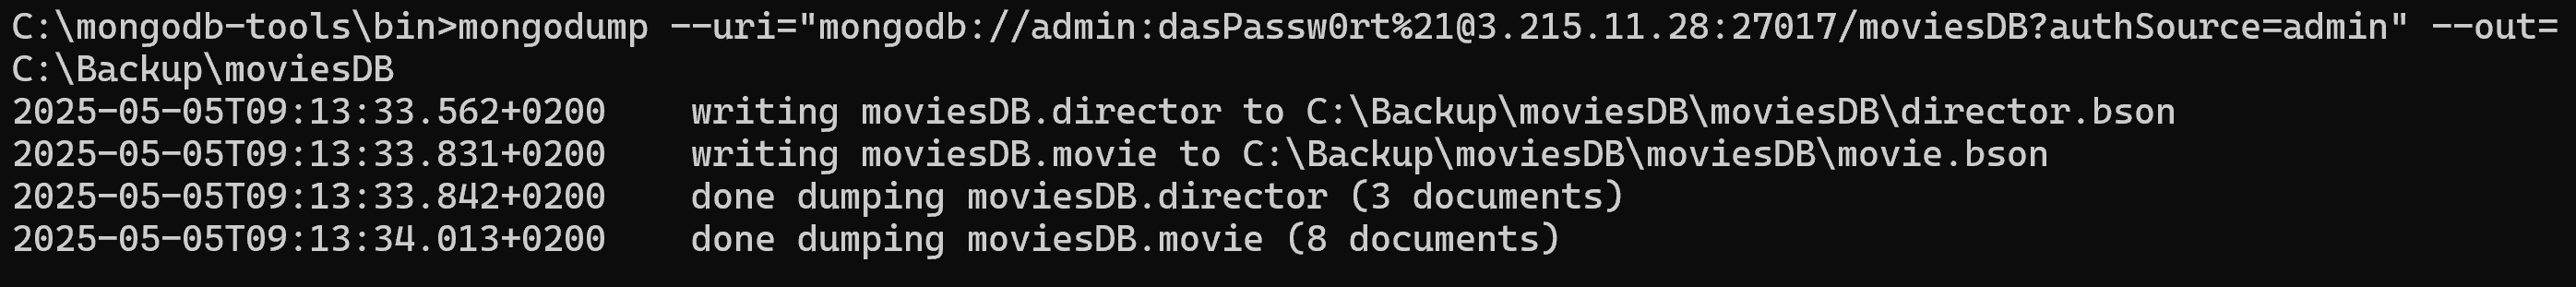 C:\mongodb-tools\bin>mongodump --uri="mongodb://admin:dasPassw0rt%21@3.215.11.28:27017/moviesDB?authSource=admin" --out=
C:\Backup\moviesDB
2025-05-05T09:13:33.562+0200    writing moviesDB.director to C:\Backup\moviesDB\moviesDB\director.bson
2025-05-05T09:13:33.831+0200    writing moviesDB.movie to C:\Backup\moviesDB\moviesDB\movie.bson
2025-05-05T09:13:33.842+0200    done dumping moviesDB.director (3 documents)
2025-05-05T09:13:34.013+0200    done dumping moviesDB.movie (8 documents)